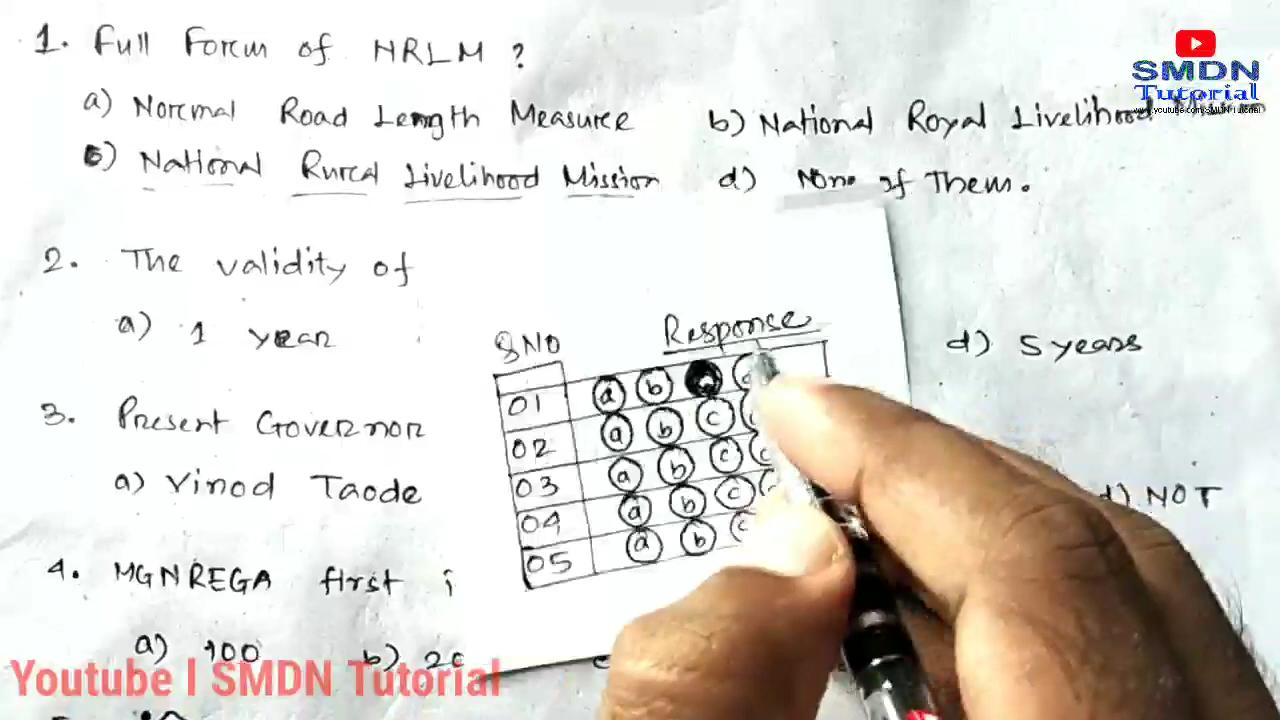 1. Full Form of NRLM ?
a) Normal Road Length Measure b) National Royal Livelihood
c) National Rural Livelihood Mission d) None of Them.
SMDN
Tutorial
2. The validity of
a) 1 year d) 5 years
SNO Response
01 a b
02 a b c
03 a b c
04 a b c
05 a b c
3. Present Governor
a) Vinod Taode d) NOT
4. MGNREGA first i
a) 100 b) 20
Youtube l SMDN Tutorial